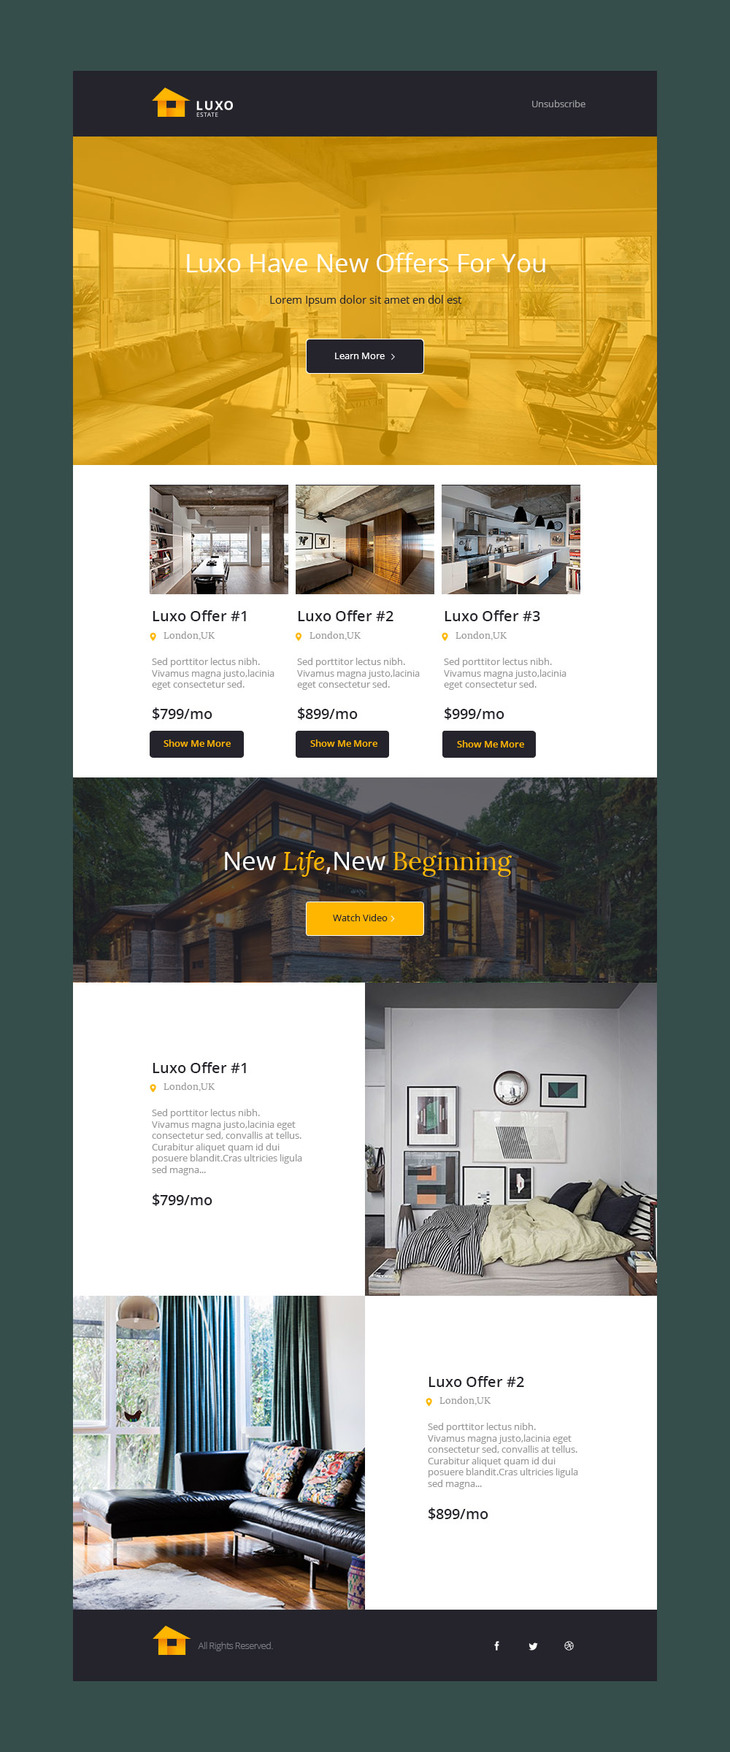 LUXO
ESTATE
Unsubscribe
Luxo Have New Offers For You
Lorem Ipsum dolor sit amet en dol est
Learn More
Luxo Offer #1
London,UK
Sed porttitor lectus nibh.
Vivamus magna justo,lacinia
eget consectetur sed.
$799/mo
Show Me More
Luxo Offer #2
London,UK
Sed porttitor lectus nibh.
Vivamus magna justo,lacinia
eget consectetur sed.
$899/mo
Show Me More
Luxo Offer #3
London,UK
Sed porttitor lectus nibh.
Vivamus magna justo,lacinia
eget consectetur sed.
$999/mo
Show Me More
New Life,New Beginning
Watch Video
Luxo Offer #1
London,UK
Sed porttitor lectus nibh.
Vivamus magna justo,lacinia eget
consectetur sed, convallis at tellus.
Curabitur aliquet quam id dui
posuere blandit.Cras ultricies ligula
sed magna...
$799/mo
Luxo Offer #2
London,UK
Sed porttitor lectus nibh.
Vivamus magna justo,lacinia eget
consectetur sed, convallis at tellus.
Curabitur aliquet quam id dui
posuere blandit.Cras ultricies ligula
sed magna...
$899/mo
All Rights Reserved.